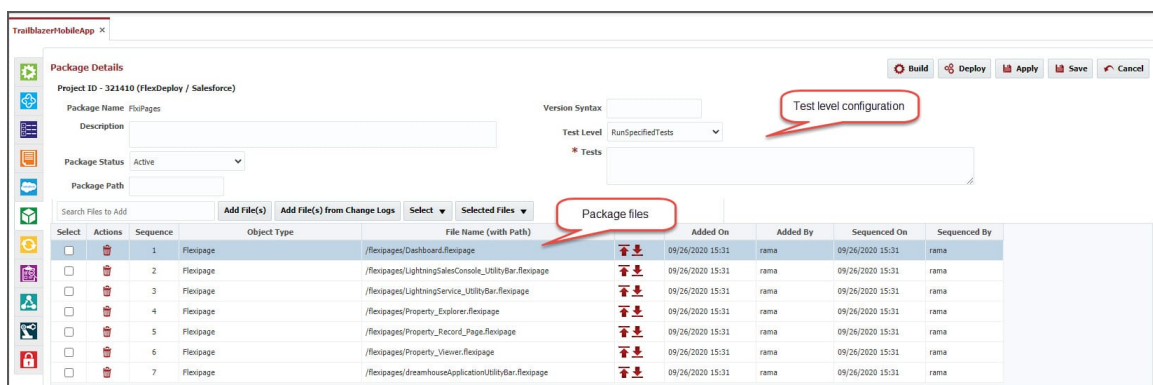 TrailblazerMobileApp ×
Package Details
Build Deploy Apply Save Cancel
Project ID - 321410 (FlexDeploy / Salesforce)
Package Name FlxiPages
Version Syntax
Test level configuration
Description
Test Level RunSpecifiedTests
* Tests
Package Status Active
Package Path
Search Files to Add Add File(s) Add File(s) from Change Logs Select Selected Files
Package files
Select Actions Sequence Object Type File Name (with Path) Added On Added By Sequenced On Sequenced By
1 Flexipage /flexipages/Dashboard.flexipage 09/26/2020 15:31 rama 09/26/2020 15:31 rama
2 Flexipage /flexipages/LightningSalesConsole_UtilityBar.flexipage 09/26/2020 15:31 rama 09/26/2020 15:31 rama
3 Flexipage /flexipages/LightningService_UtilityBar.flexipage 09/26/2020 15:31 rama 09/26/2020 15:31 rama
4 Flexipage /flexipages/Property_Explorer.flexipage 09/26/2020 15:31 rama 09/26/2020 15:31 rama
5 Flexipage /flexipages/Property_Record_Page.flexipage 09/26/2020 15:31 rama 09/26/2020 15:31 rama
6 Flexipage /flexipages/Property_Viewer.flexipage 09/26/2020 15:31 rama 09/26/2020 15:31 rama
7 Flexipage /flexipages/dreamhouseApplicationUtilityBar.flexipage 09/26/2020 15:31 rama 09/26/2020 15:31 rama